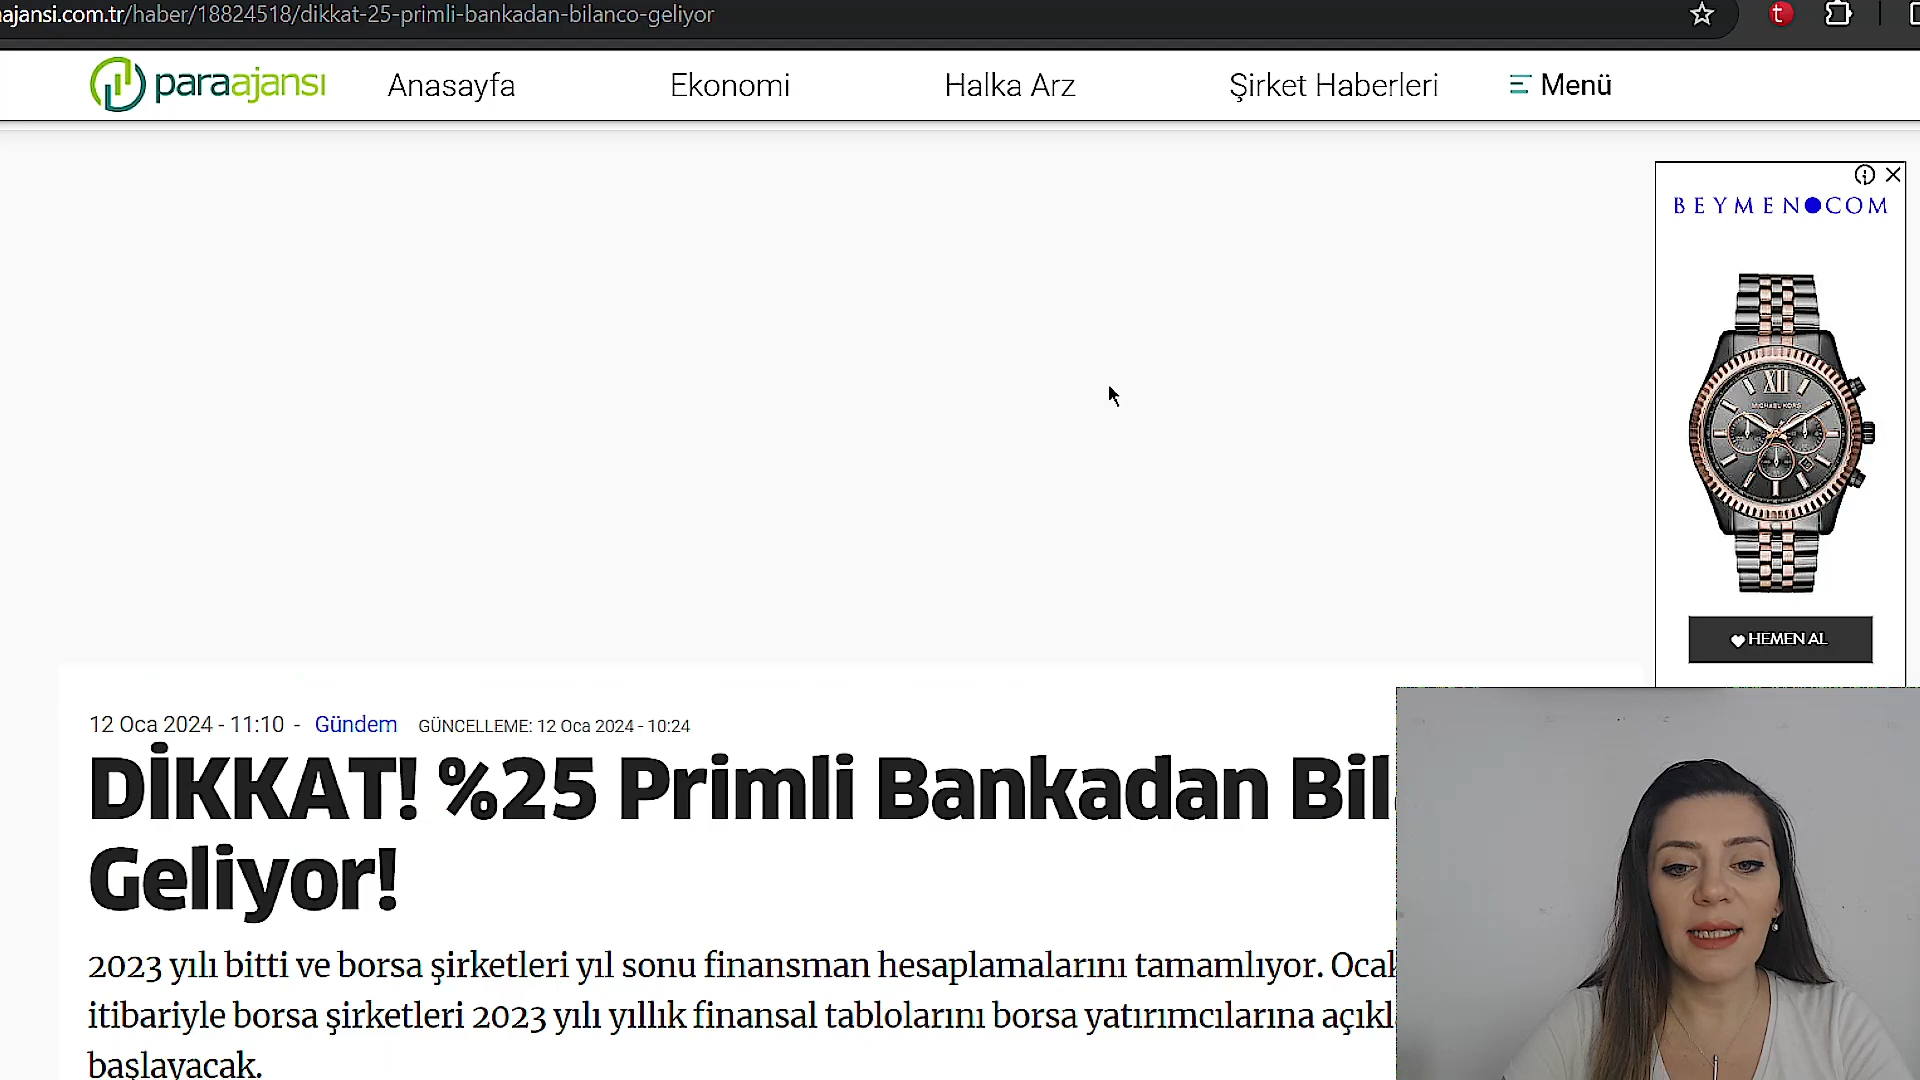 ajansi.com.tr/haber/18824518/dikkat-25-primli-bankadan-bilanco-geliyor
paraajansı Anasayfa Ekonomi Halka Arz Şirket Haberleri Menü
BEYMEN COM
XII
MICHAEL KORS
HEMEN AL
12 Oca 2024 - 11:10 - Gündem GÜNCELLEME: 12 Oca 2024 - 10:24
DİKKAT! %25 Primli Bankadan Bil
Geliyor!
2023 yılı bitti ve borsa şirketleri yıl sonu finansman hesaplamalarını tamamlıyor. Ocak
itibariyle borsa şirketleri 2023 yılı yıllık finansal tablolarını borsa yatırımcılarına açıkl
başlayacak.